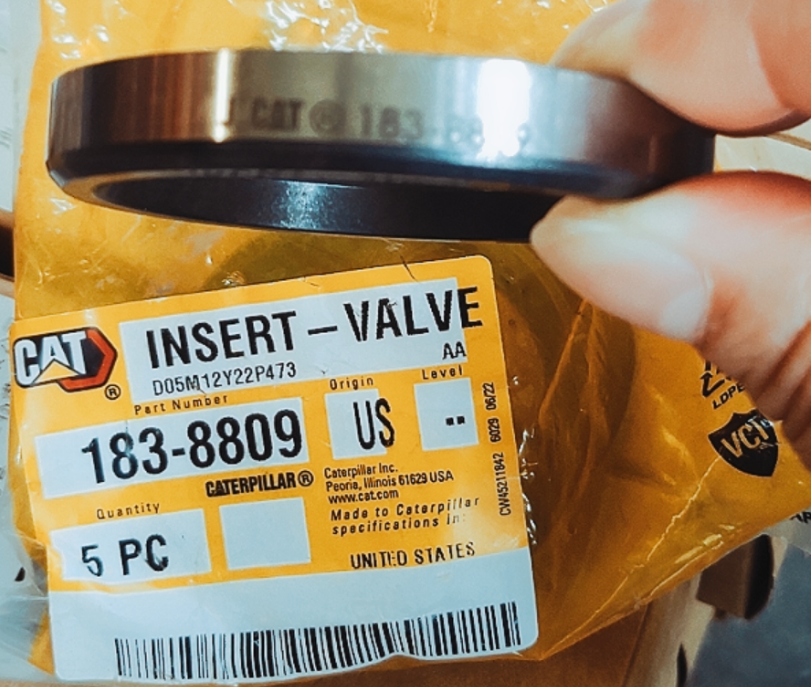 CAT ® 183-
CAT
®
INSERT – VALVE
AA
D05M12Y22P473
Part Number
Origin
Level
183-8809
US
--
CATERPILLAR®
Caterpillar Inc.
Peoria, Illinois 61629 USA
www.cat.com
Made to Caterpillar
specifications in:
UNITED STATES
Quantity
5 PC
CW45211842 6029 06/22
LDPE
VCI